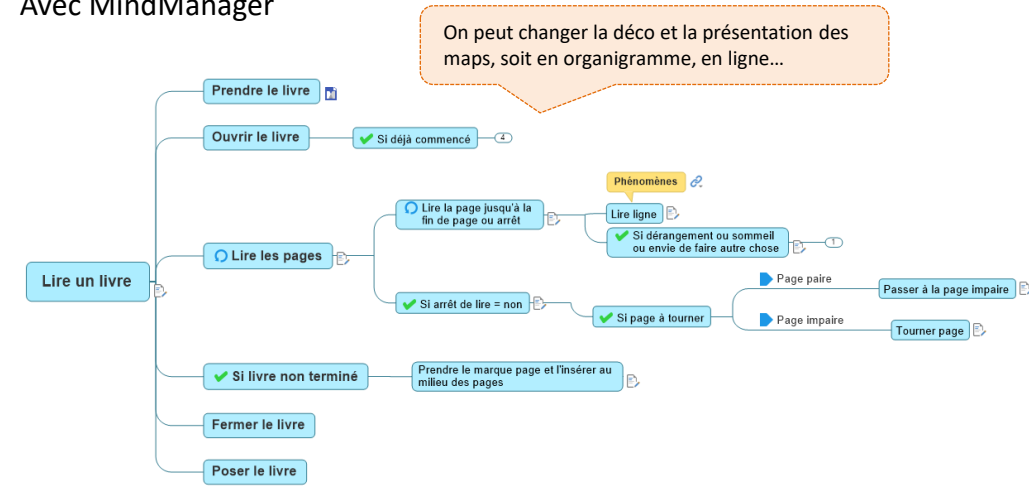 Avec MindManager
On peut changer la déco et la présentation des
maps, soit en organigramme, en ligne…
Prendre le livre
Ouvrir le livre
Si déjà commencé
4
Phénomènes
Lire la page jusqu'à la
fin de page ou arrêt
Lire ligne
Si dérangement ou sommeil
ou envie de faire autre chose
1
Lire les pages
Lire un livre
Page paire
Passer à la page impaire
Si arrêt de lire = non
Si page à tourner
Page impaire
Tourner page
Si livre non terminé
Prendre le marque page et l'insérer au
milieu des pages
Fermer le livre
Poser le livre